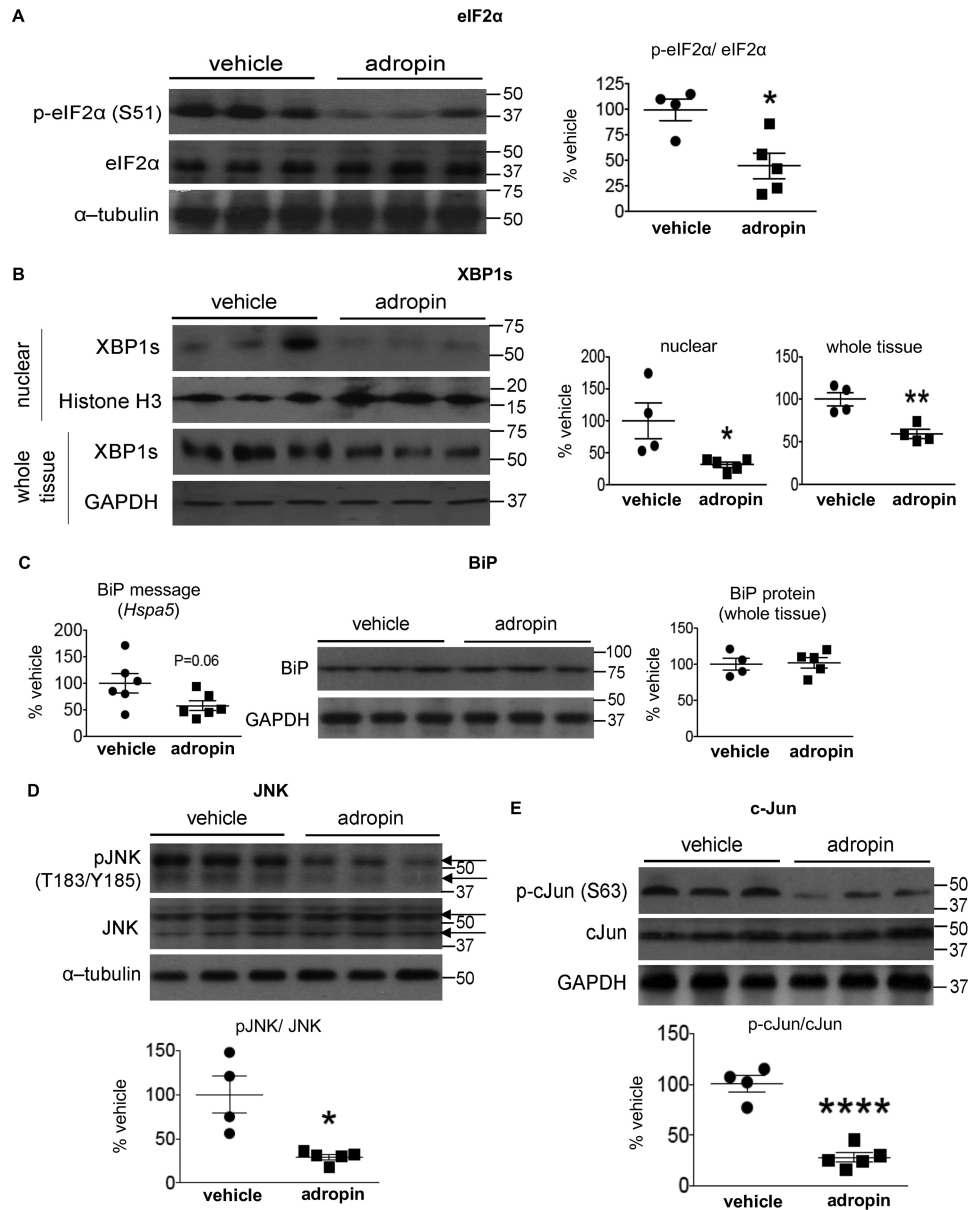 A
eIF2α
vehicle adropin
p-eIF2α (S51)
50
37
eIF2α
50
37
α–tubulin
75
50
p-eIF2α/ eIF2α
% vehicle
125
100
75
50
25
0
*
vehicle adropin
B
XBP1s
vehicle adropin
nuclear
XBP1s
75
50
Histone H3
20
15
whole tissue
XBP1s
75
50
GAPDH
37
nuclear
% vehicle
200
150
100
50
0
*
vehicle adropin
whole tissue
150
100
50
0
**
vehicle adropin
C
BiP
BiP message
(Hspa5)
% vehicle
200
150
100
50
0
P=0.06
vehicle adropin
vehicle adropin
BiP
100
75
GAPDH
50
37
BiP protein
(whole tissue)
% vehicle
150
100
50
0
vehicle adropin
D
JNK
vehicle adropin
pJNK
(T183/Y185)
50
37
JNK
50
37
α–tubulin
50
pJNK/ JNK
% vehicle
150
100
50
0
*
vehicle adropin
E
c-Jun
vehicle adropin
p-cJun (S63)
50
37
cJun
50
37
GAPDH
37
p-cJun/cJun
% vehicle
150
100
50
0
****
vehicle adropin